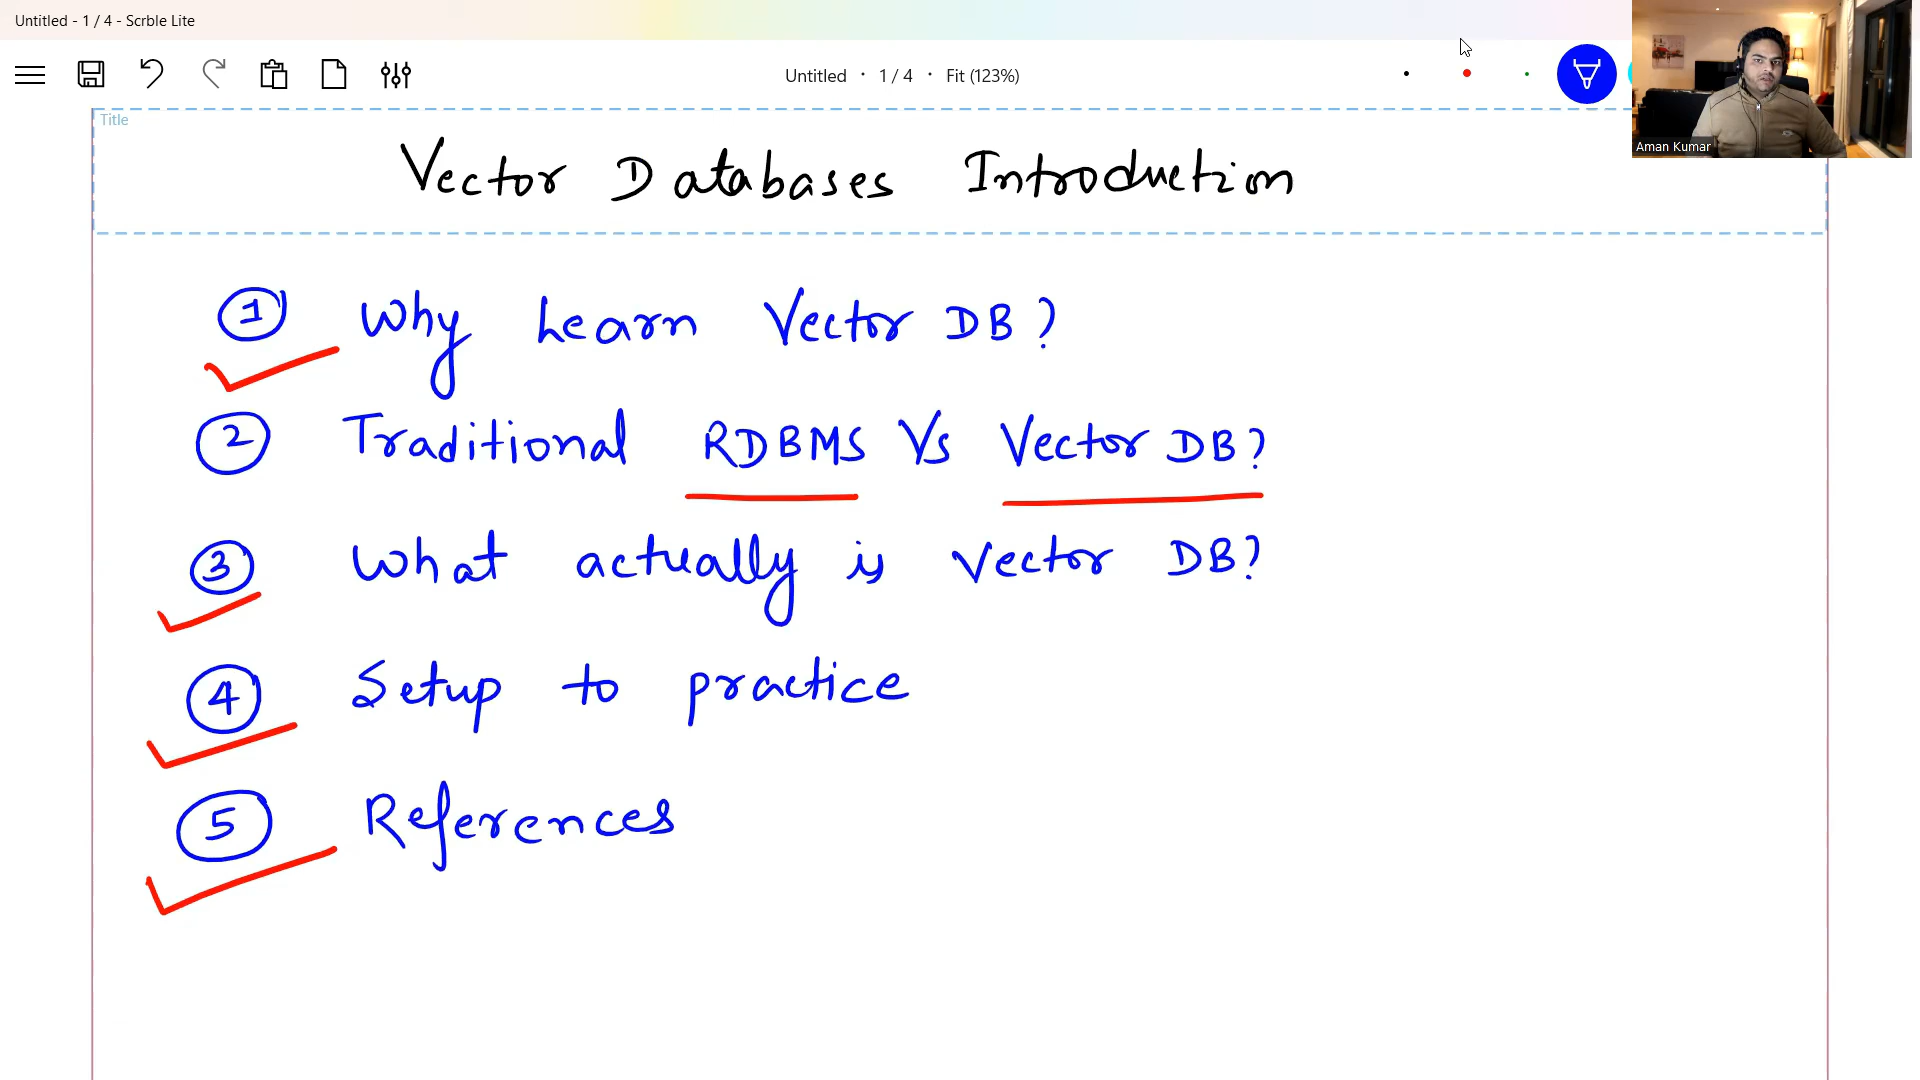 Untitled - 1 / 4 - Scrble Lite
Untitled • 1 / 4 • Fit (123%)
Aman Kumar
Title
Vector Databases Introduction
1 Why Learn Vector DB?
2 Traditional RDBMS Vs Vector DB?
3 What actually is Vector DB?
4 Setup to practice
5 References